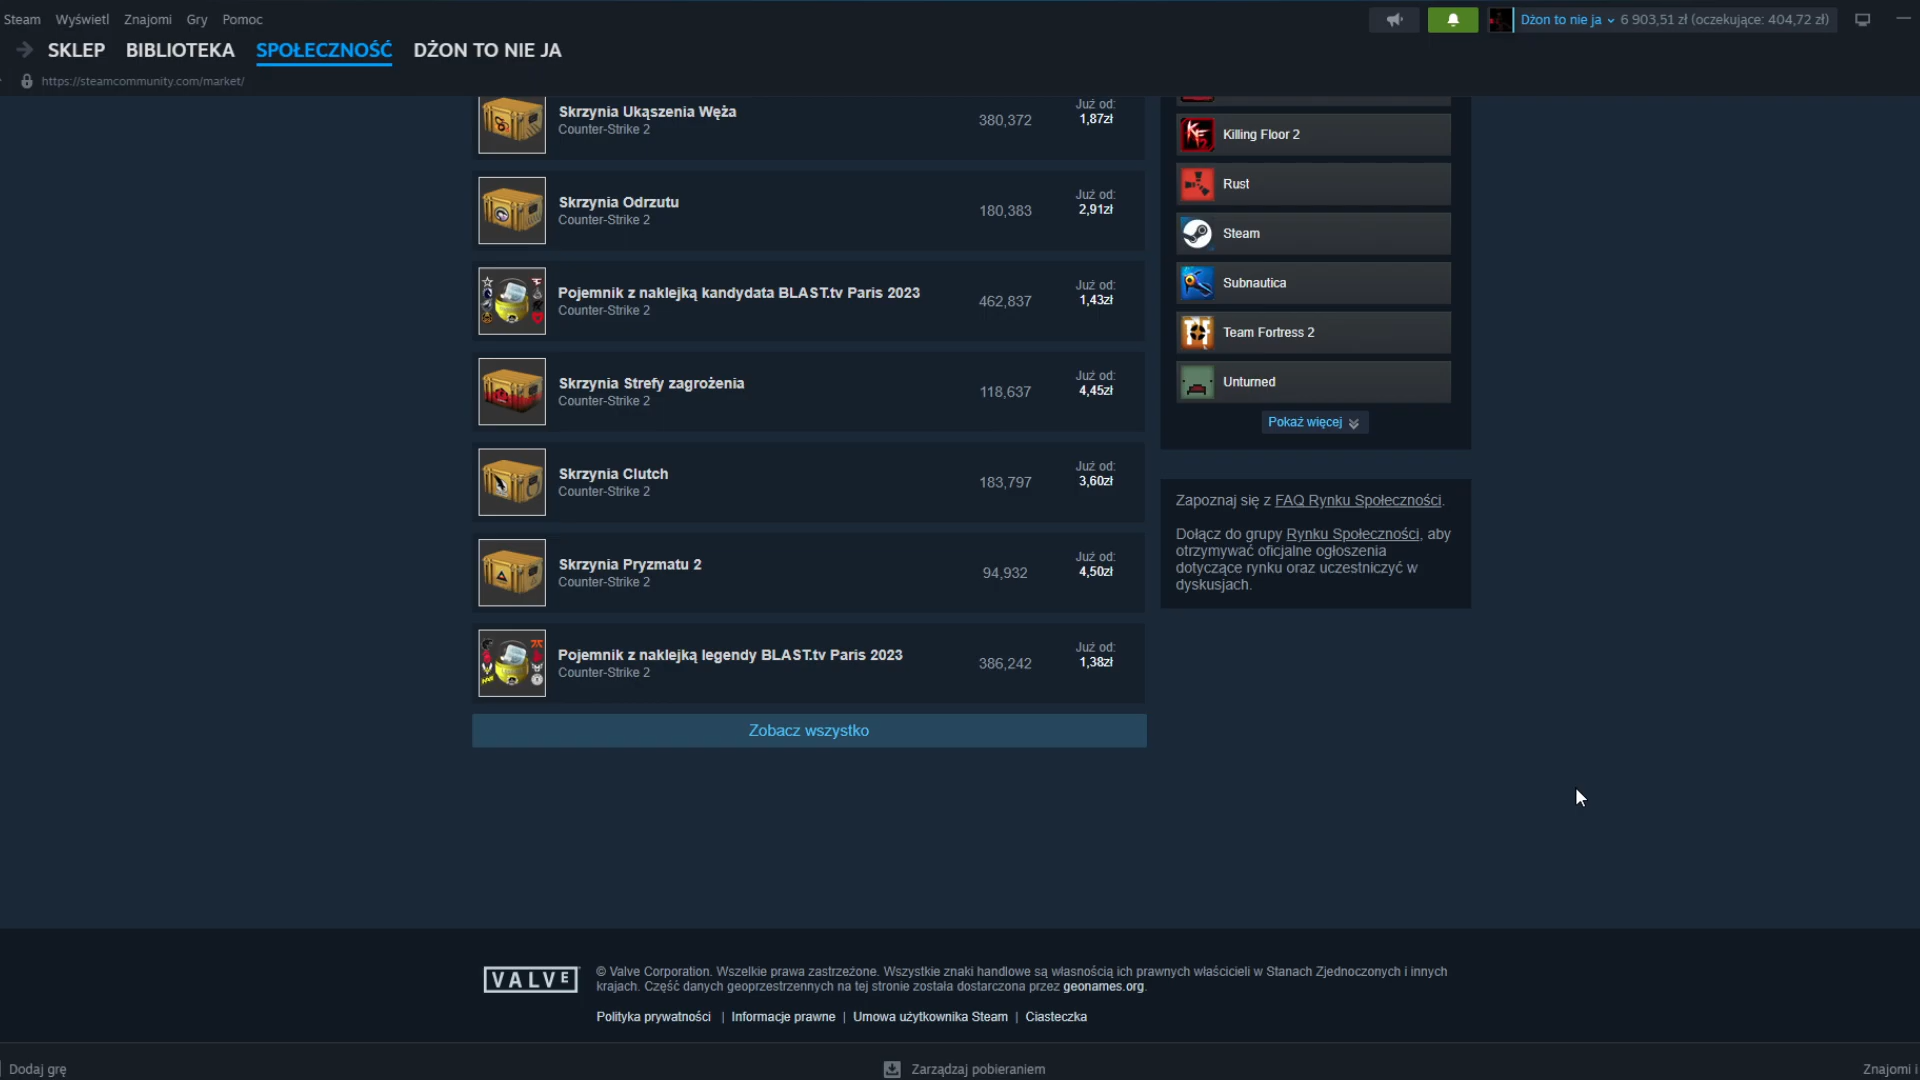 Steam Wyświetl Znajomi Gry Pomoc
Dżon to nie ja 6 903,51 zł (oczekujące: 404,72 zł)
SKLEP BIBLIOTEKA SPOŁECZNOŚĆ DŻON TO NIE JA
https://steamcommunity.com/market/
Skrzynia Ukąszenia Węża
Counter-Strike 2
380,372
Już od:
1,87zł
Skrzynia Odrzutu
Counter-Strike 2
180,383
Już od:
2,91zł
Pojemnik z naklejką kandydata BLAST.tv Paris 2023
Counter-Strike 2
462,837
Już od:
1,43zł
Skrzynia Strefy zagrożenia
Counter-Strike 2
118,637
Już od:
4,45zł
Skrzynia Clutch
Counter-Strike 2
183,797
Już od:
3,60zł
Skrzynia Pryzmatu 2
Counter-Strike 2
94,932
Już od:
4,50zł
Pojemnik z naklejką legendy BLAST.tv Paris 2023
Counter-Strike 2
386,242
Już od:
1,38zł
Zobacz wszystko
Killing Floor 2
Rust
Steam
Subnautica
Team Fortress 2
Unturned
Pokaż więcej
Zapoznaj się z FAQ Rynku Społeczności.
Dołącz do grupy Rynku Społeczności, aby
otrzymywać oficjalne ogłoszenia
dotyczące rynku oraz uczestniczyć w
dyskusjach.
VALVE
© Valve Corporation. Wszelkie prawa zastrzeżone. Wszystkie znaki handlowe są własnością ich prawnych właścicieli w Stanach Zjednoczonych i innych
krajach. Część danych geoprzestrzennych na tej stronie została dostarczona przez geonames.org.
Polityka prywatności | Informacje prawne | Umowa użytkownika Steam | Ciasteczka
Dodaj grę
Zarządzaj pobieraniem
Znajomi i